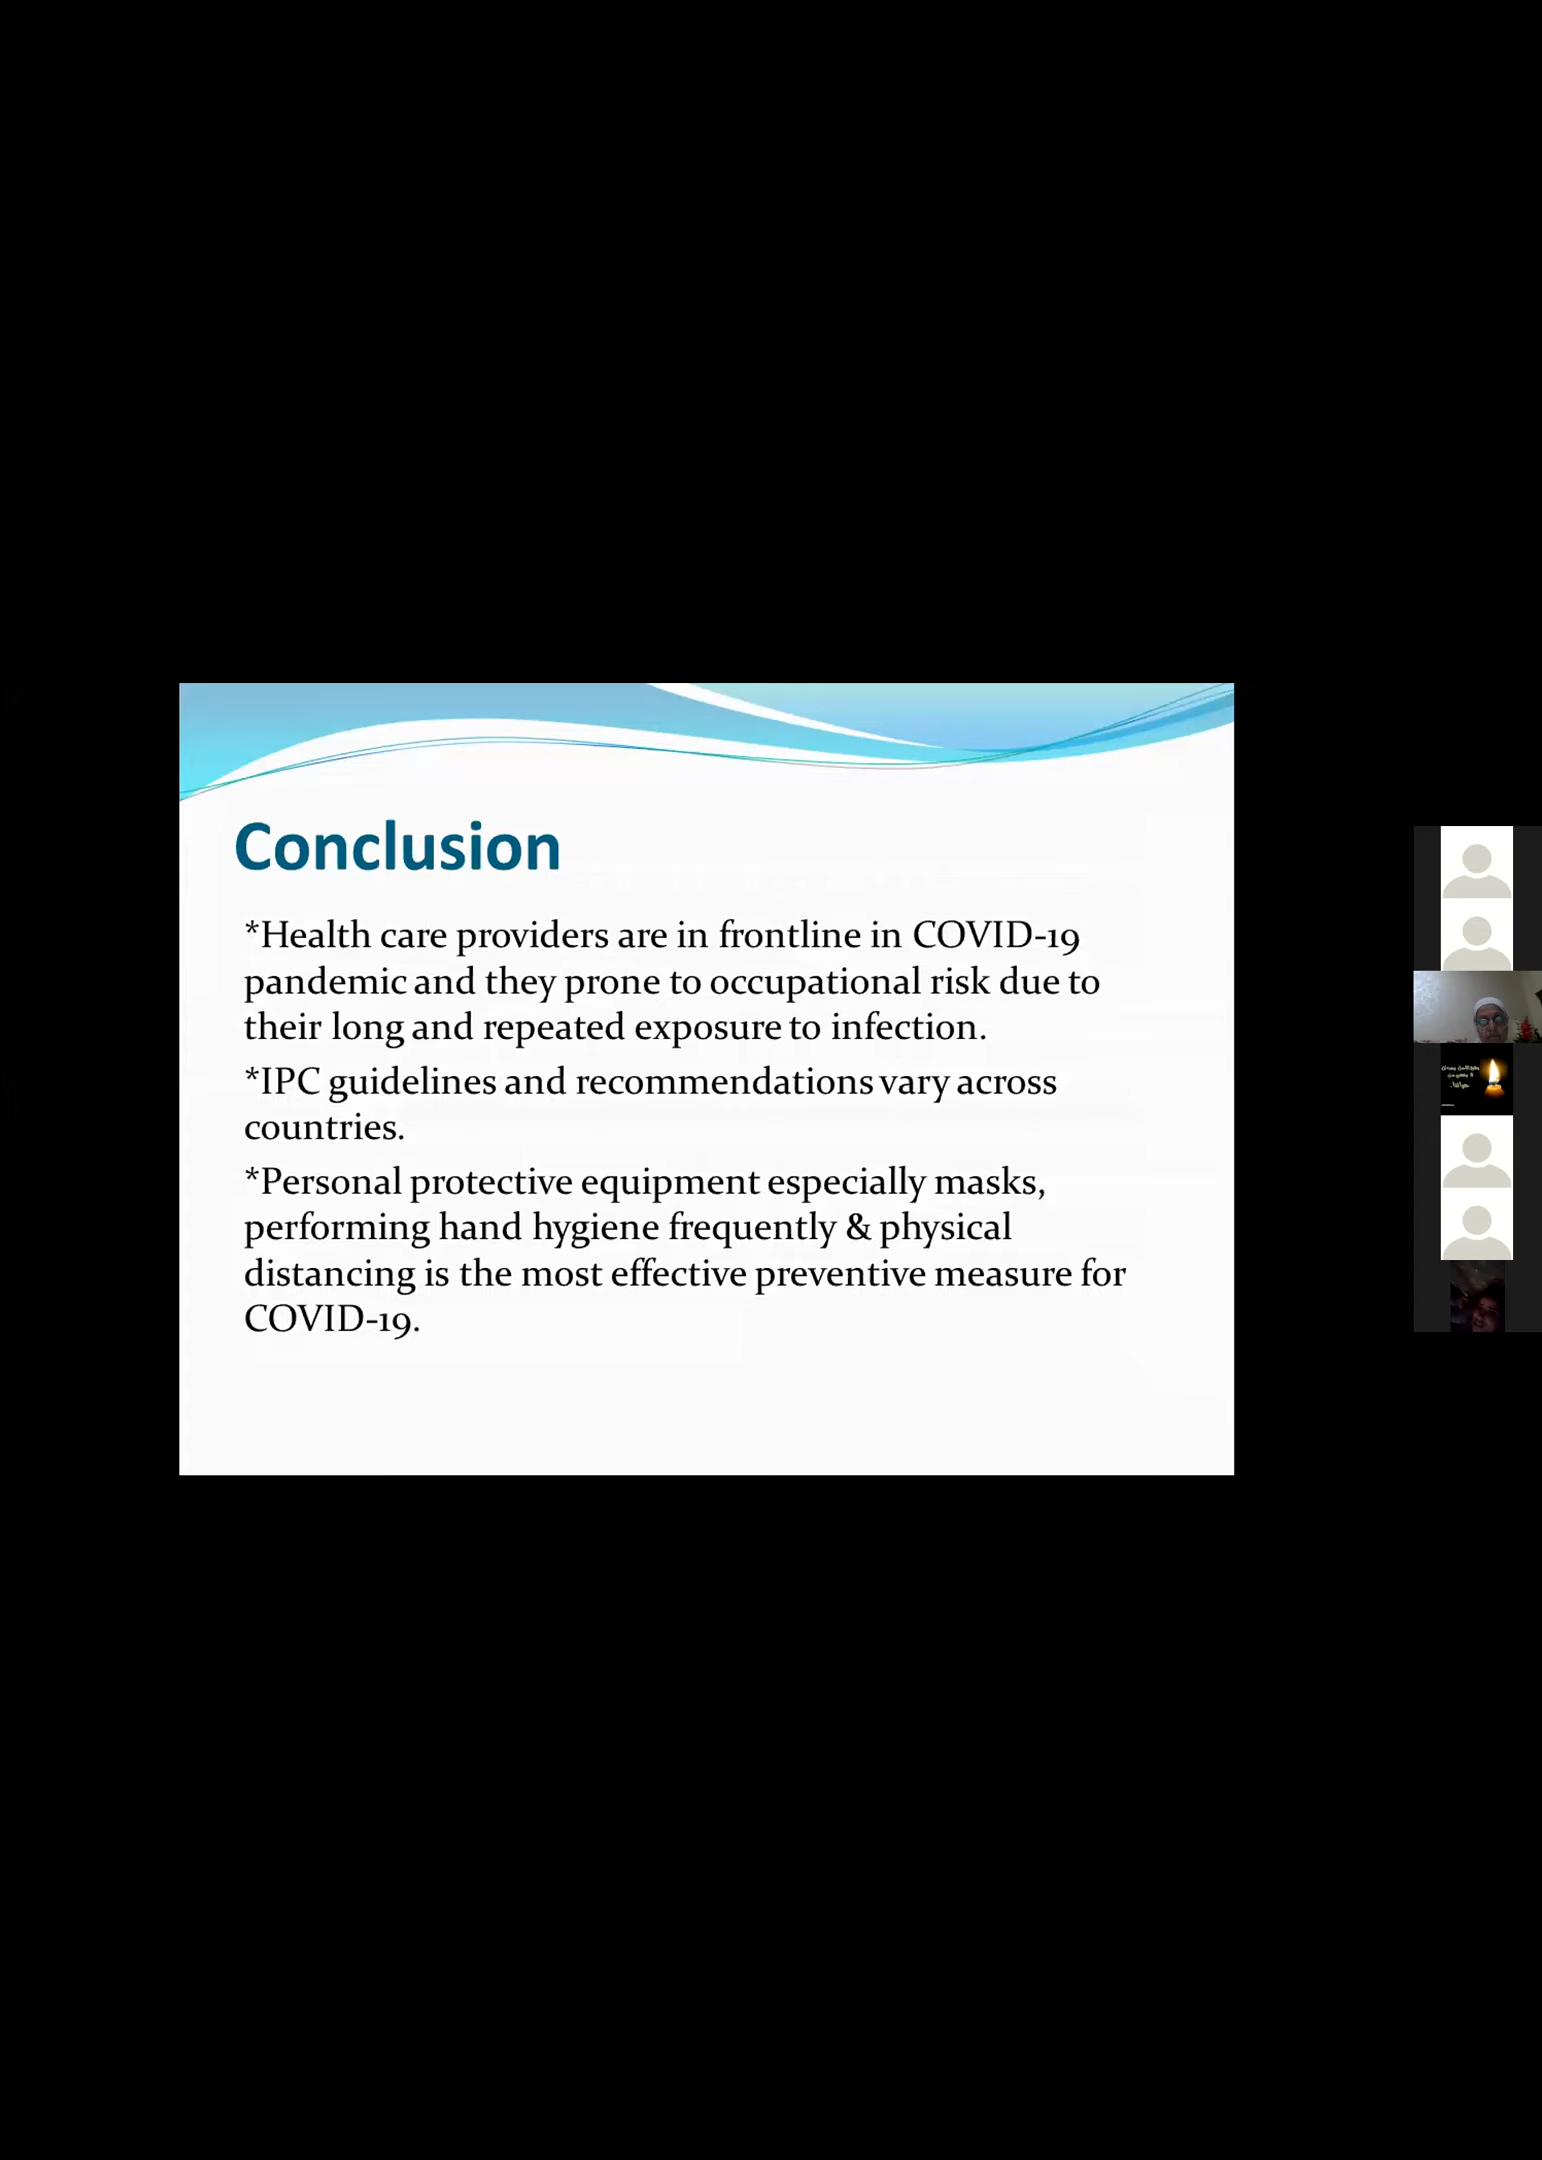 Conclusion
*Health care providers are in frontline in COVID-19
pandemic and they prone to occupational risk due to
their long and repeated exposure to infection.
*IPC guidelines and recommendations vary across
countries.
*Personal protective equipment especially masks,
performing hand hygiene frequently & physical
distancing is the most effective preventive measure for
COVID-19.